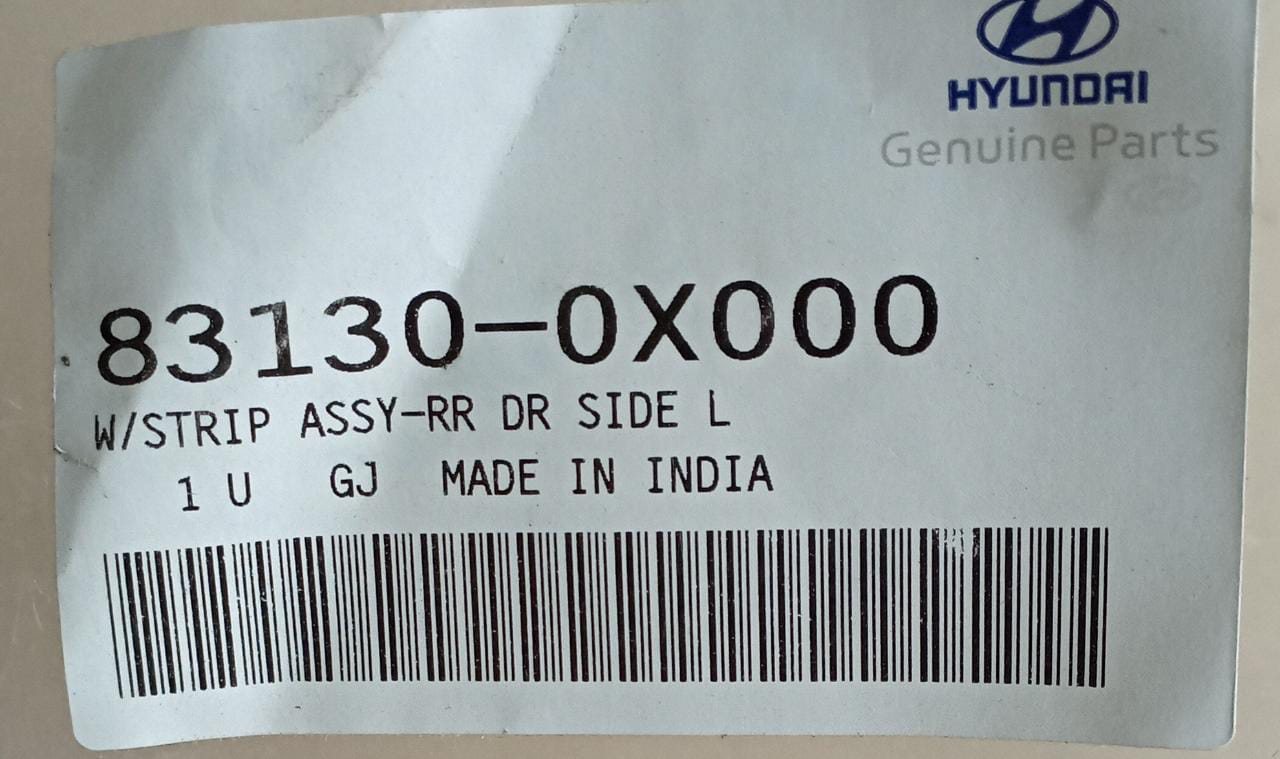 HYUNDAI
Genuine Parts
83130-0X000
W/STRIP ASSY-RR DR SIDE L
1 U GJ MADE IN INDIA